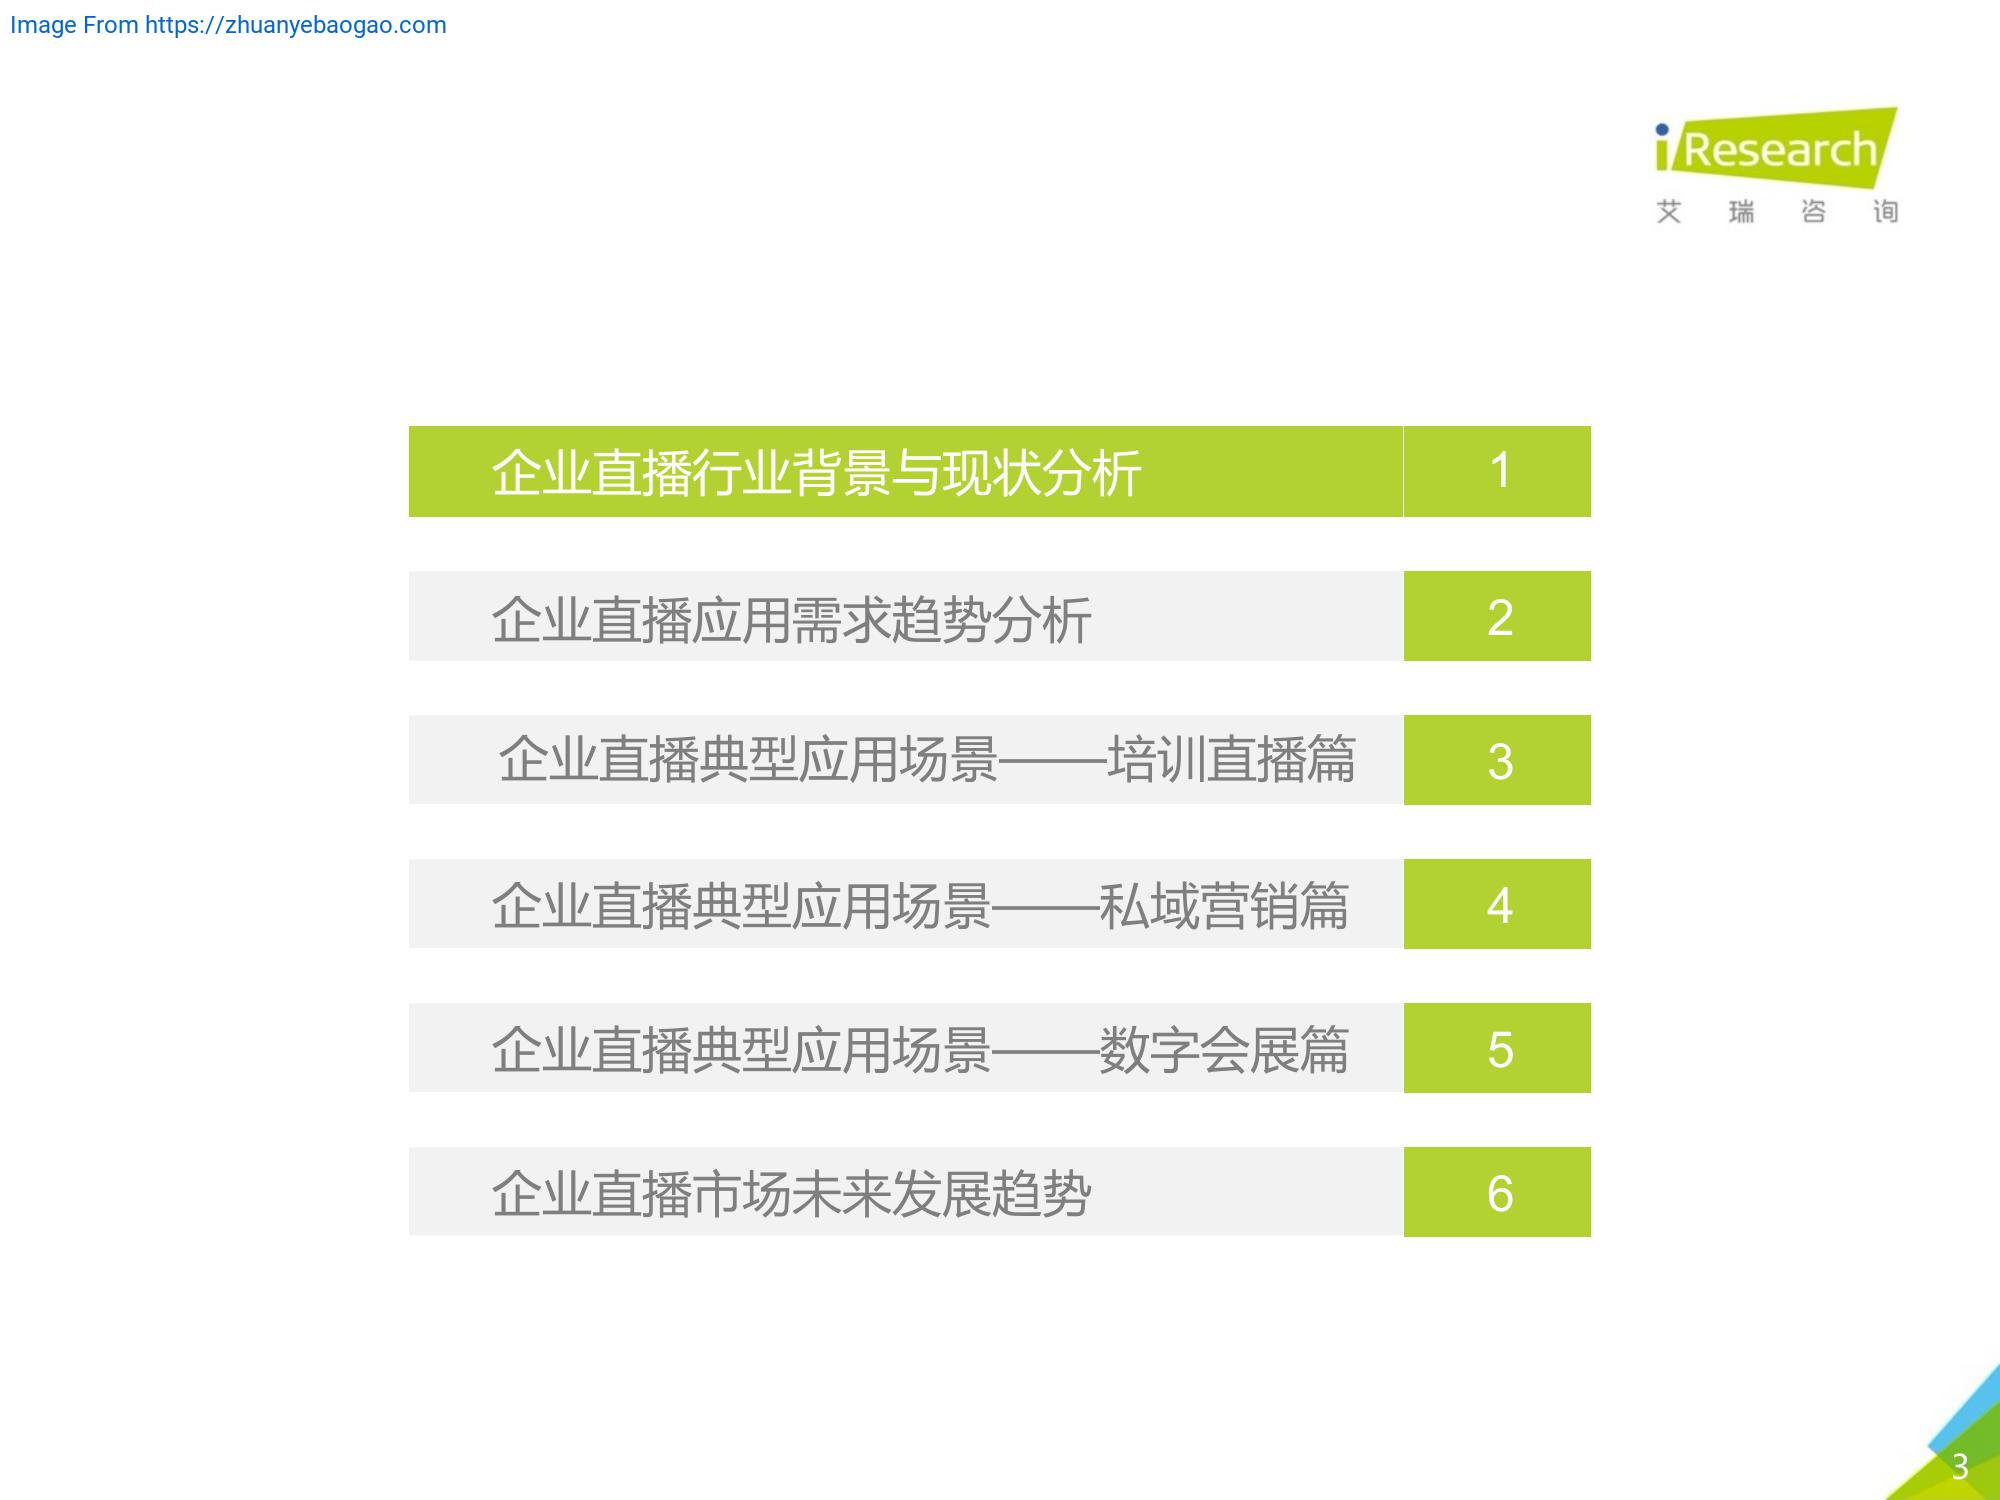 Image From https://zhuanyebaogao.com
iResearch
艾瑞咨询
企业直播行业背景与现状分析 1
企业直播应用需求趋势分析 2
企业直播典型应用场景——培训直播篇 3
企业直播典型应用场景——私域营销篇 4
企业直播典型应用场景——数字会展篇 5
企业直播市场未来发展趋势 6
3